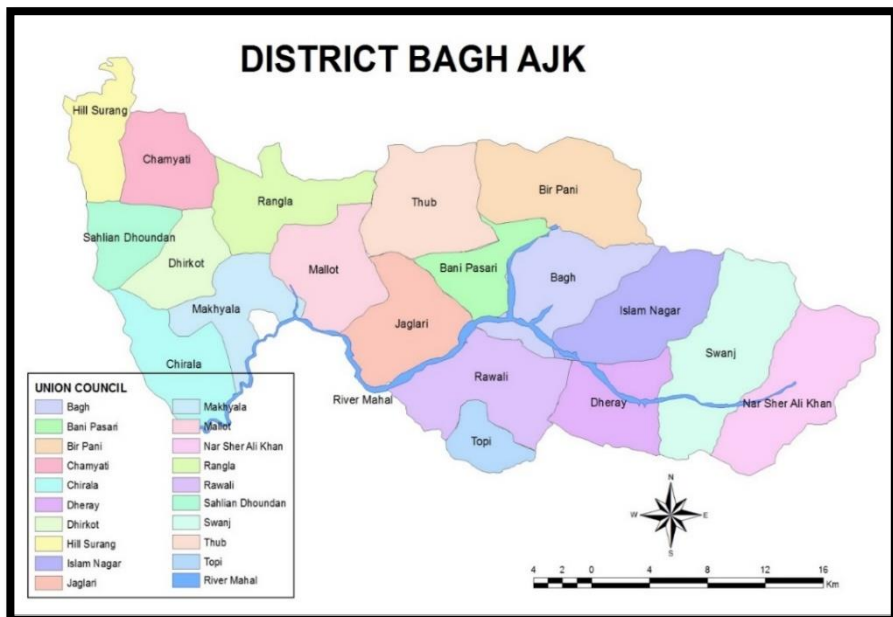 DISTRICT BAGH AJK
Hill Surang
Chamyati
Rangla
Thub
Bir Pani
Sahlian Dhoundan
Dhirkot
Mallot
Bani Pasari
Bagh
Makhyala
Jaglari
Islam Nagar
Swanj
Chirala
Rawali
River Mahal
Dheray
Nar Sher Ali Khan
Topi
UNION COUNCIL
Bagh
Bani Pasari
Bir Pani
Chamyati
Chirala
Dheray
Dhirkot
Hill Surang
Islam Nagar
Jaglari
Makhyala
Mallot
Nar Sher Ali Khan
Rangla
Rawali
Sahlian Dhoundan
Swanj
Thub
Topi
River Mahal
N
W E
S
4 2 0 4 8 12 16
Km